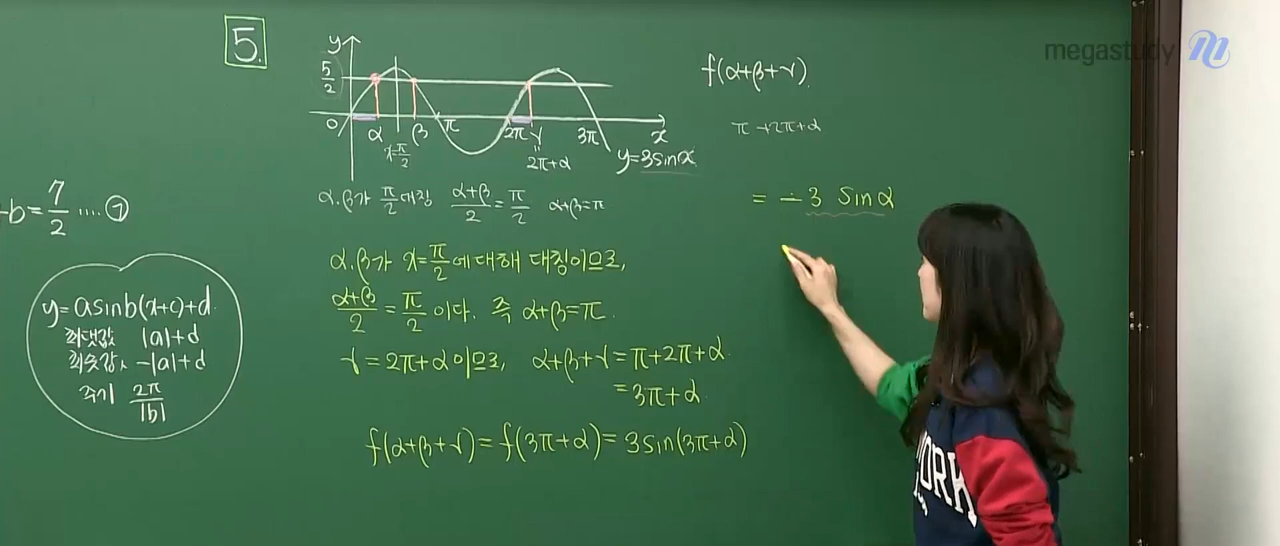 5.
y
5/2
0 α x=π/2 β π 2π γ 3π x
=
2π+α
y=3sinx
α.β가 π/2대칭 (α+β)/2=π/2 α+β=π
α.β가 x=π/2에대해 대칭이므로,
(α+β)/2=π/2 이다. 즉 α+β=π.
γ=2π+α이므로, α+β+γ=π+2π+α.
=3π+α.
f(α+β+γ)=f(3π+α)=3sin(3π+α)
+b=7/2 .... ㉠
y=asinb(x+c)+d.
최댓값 |a|+d
최솟값 -|a|+d
주기 2π/|b|
f(α+β+γ).
π+2π+α
= -3 sinα
megastudy